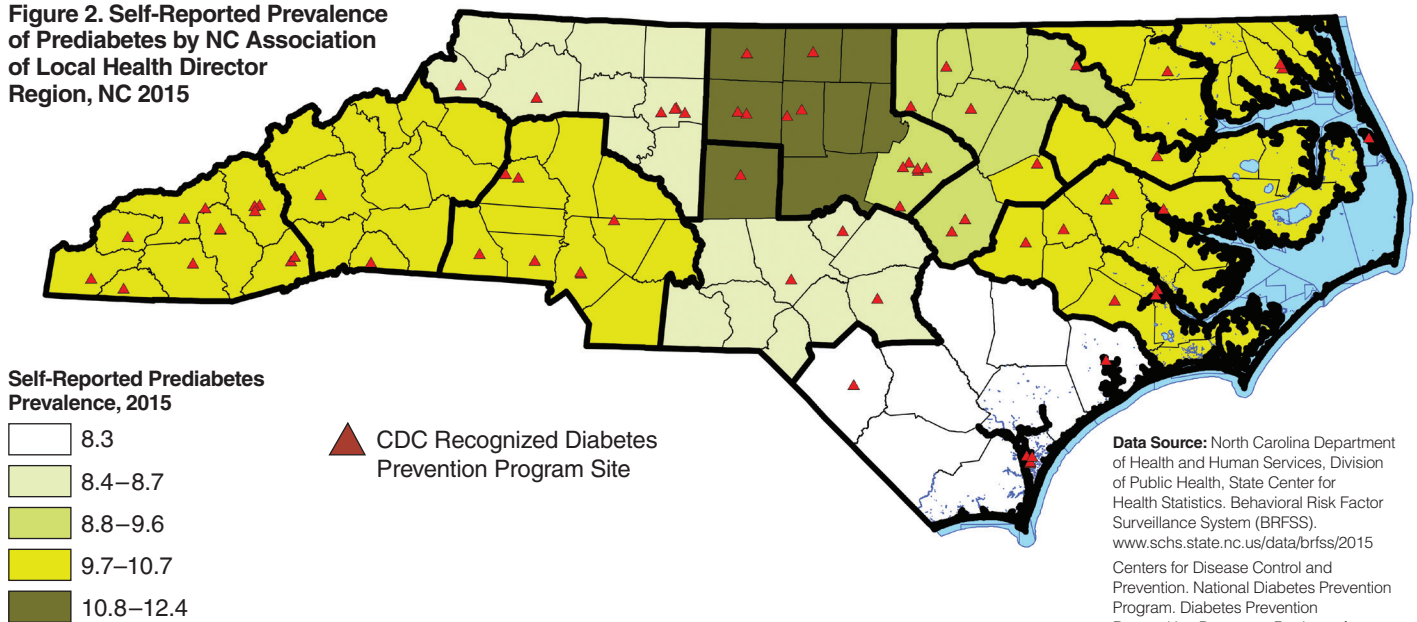 Figure 2. Self-Reported Prevalence
of Prediabetes by NC Association
of Local Health Director
Region, NC 2015
Self-Reported Prediabetes
Prevalence, 2015
8.3
8.4–8.7
8.8–9.6
9.7–10.7
10.8–12.4
CDC Recognized Diabetes
Prevention Program Site
Data Source: North Carolina Department
of Health and Human Services, Division
of Public Health, State Center for
Health Statistics. Behavioral Risk Factor
Surveillance System (BRFSS).
www.schs.state.nc.us/data/brfss/2015
Centers for Disease Control and
Prevention. National Diabetes Prevention
Program. Diabetes Prevention